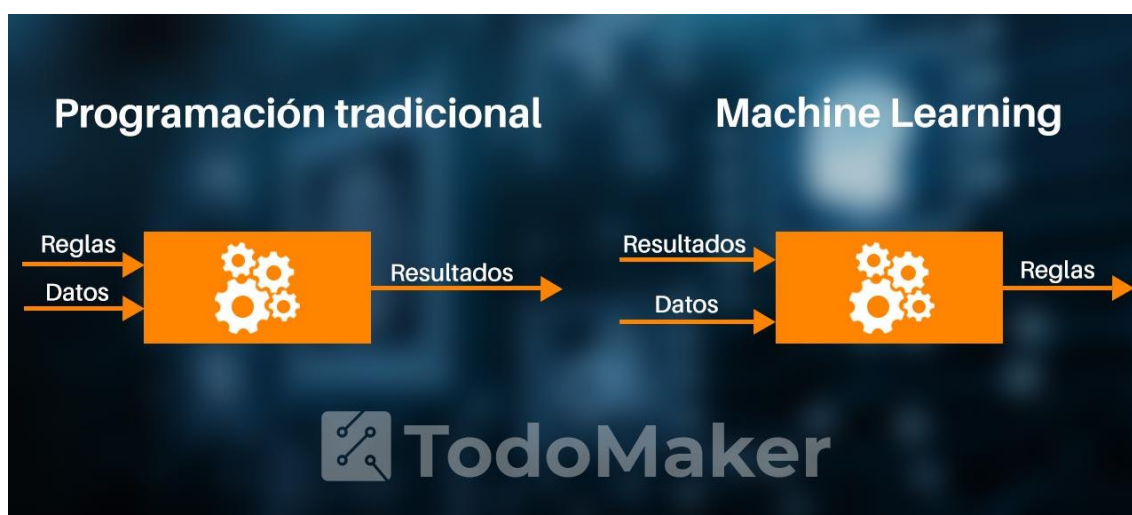 Programación tradicional
Machine Learning
Reglas
Datos
Resultados
Resultados
Datos
Reglas
TodoMaker